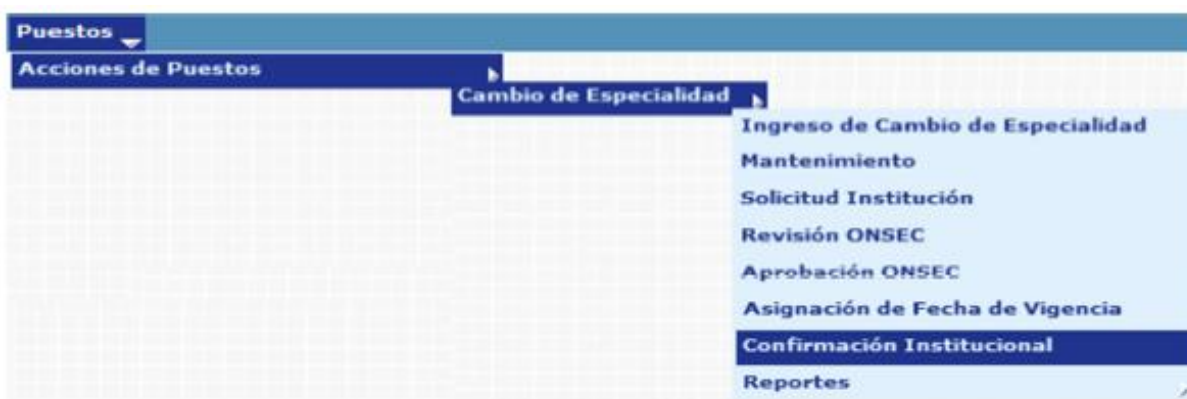 Puestos
Acciones de Puestos
Cambio de Especialidad
Ingreso de Cambio de Especialidad
Mantenimiento
Solicitud Institución
Revisión ONSEC
Aprobación ONSEC
Asignación de Fecha de Vigencia
Confirmación Institucional
Reportes